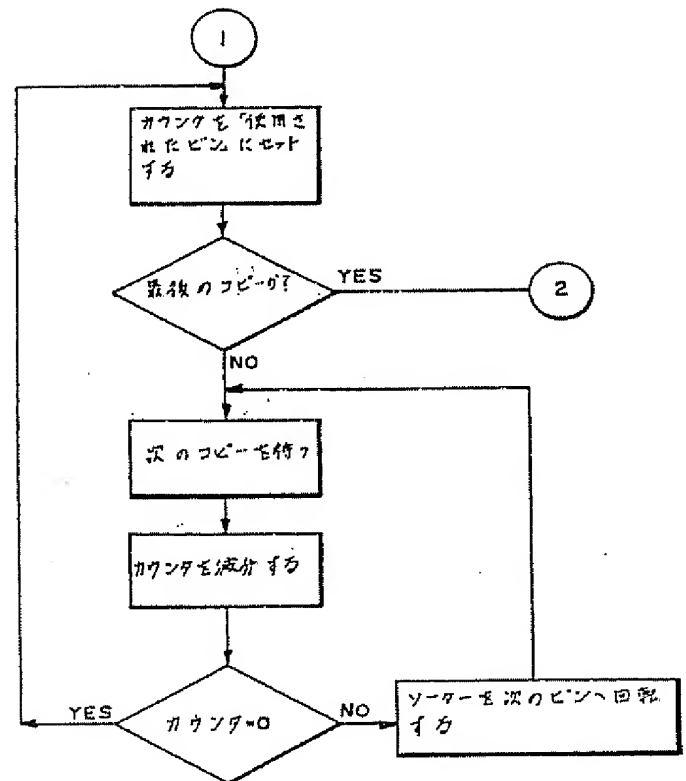 1
カウンタを「使用さ
れたビン」にセット
する
最後のコピーか?
YES
2
NO
次のコピーを待つ
カウンタを減分する
YES
カウンタ=0
NO
ソーターを次のビンへ回転
する